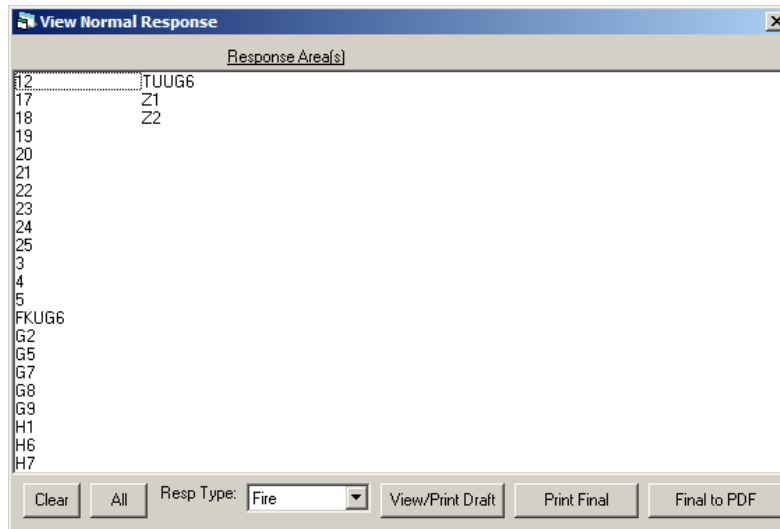 View Normal Response
Response Area(s)
12 TUUG6
17 Z1
18 Z2
19
20
21
22
23
24
25
3
4
5
FKUG6
G2
G5
G7
G8
G9
H1
H6
H7
Clear All Resp Type: Fire View/Print Draft Print Final Final to PDF